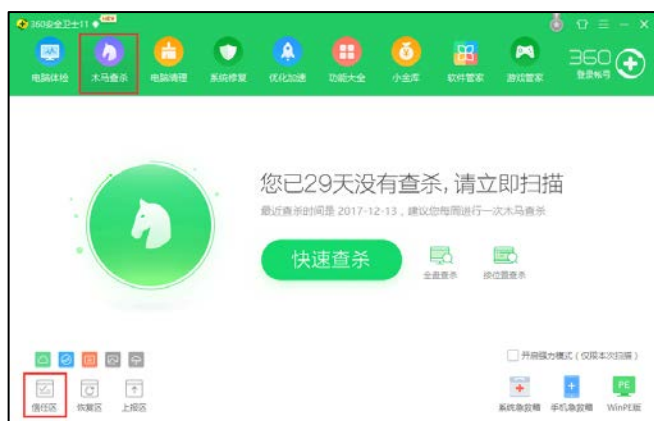 360安全卫士11 NEW
电脑体检 木马查杀 电脑清理 系统修复 优化加速 功能大全 小金库 软件管家 游戏管家 360 登录帐号
您已29天没有查杀, 请立即扫描
最近查杀时间是 2017-12-13 , 建议您每周进行一次木马查杀
快速查杀 全盘查杀 按位置查杀
开启强力模式 ( 仅限本次扫描 )
PE
信任区 恢复区 上报区 系统急救箱 手机急救箱 WinPE版